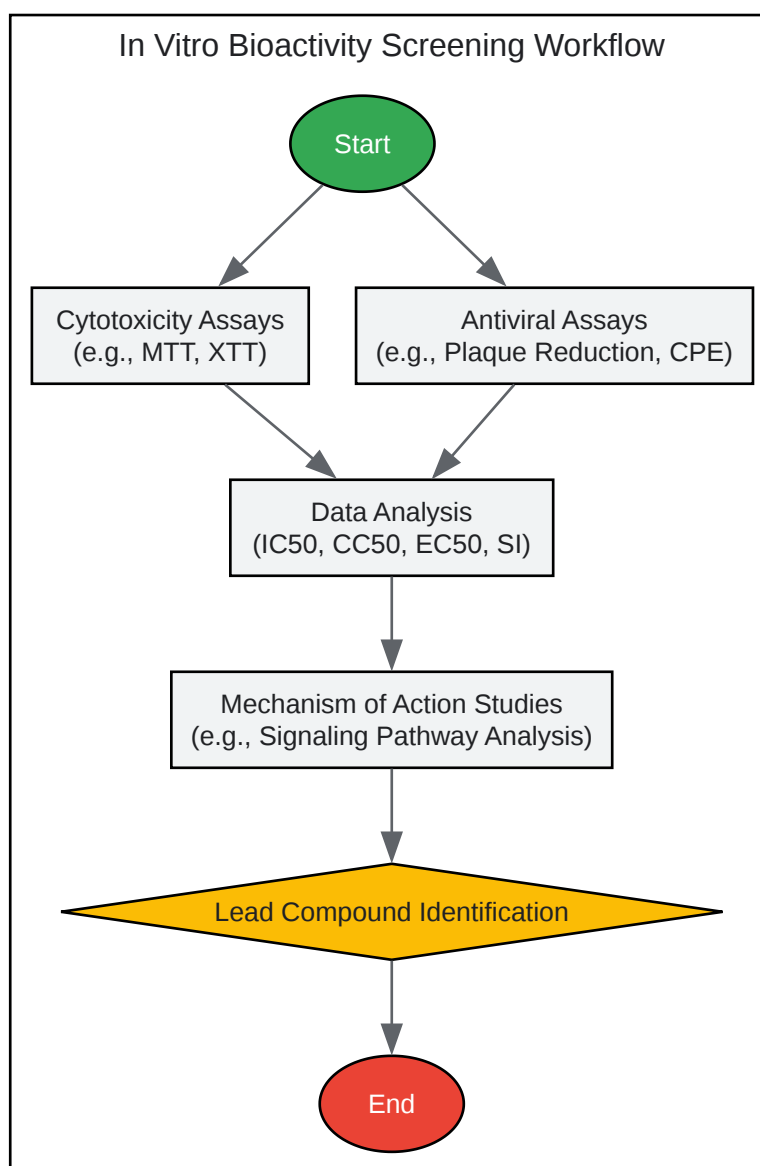 In Vitro Bioactivity Screening Workflow
Start
Cytotoxicity Assays
(e.g., MTT, XTT)
Antiviral Assays
(e.g., Plaque Reduction, CPE)
Data Analysis
(IC50, CC50, EC50, SI)
Mechanism of Action Studies
(e.g., Signaling Pathway Analysis)
Lead Compound Identification
End